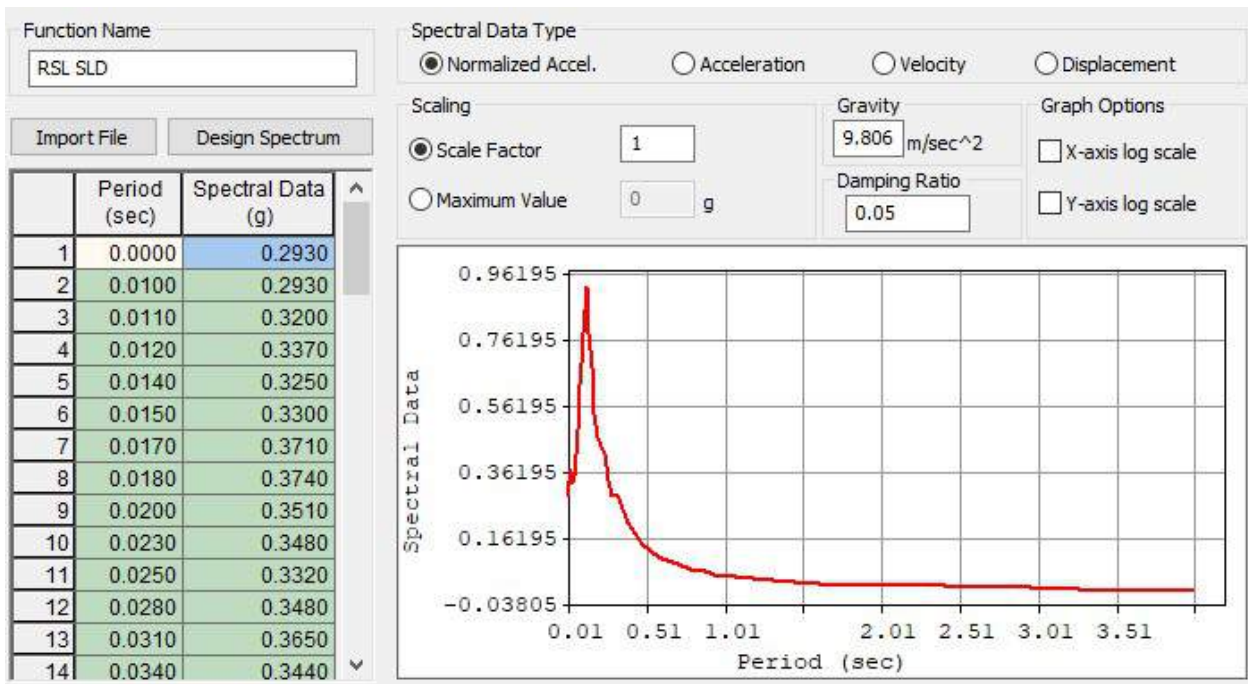 Function Name
RSL SLD
Import File
Design Spectrum
Period (sec) Spectral Data (g)
1 0.0000 0.2930
2 0.0100 0.2930
3 0.0110 0.3200
4 0.0120 0.3370
5 0.0140 0.3250
6 0.0150 0.3300
7 0.0170 0.3710
8 0.0180 0.3740
9 0.0200 0.3510
10 0.0230 0.3480
11 0.0250 0.3320
12 0.0280 0.3480
13 0.0310 0.3650
14 0.0340 0.3440
Spectral Data Type
Normalized Accel. Acceleration Velocity Displacement
Scaling
Scale Factor 1
Maximum Value 0 g
Gravity
9,806 m/sec^2
Damping Ratio
0.05
Graph Options
X-axis log scale
Y-axis log scale
0.96195
0.76195
0.56195
0.36195
0.16195
-0.03805
Spectral Data
0.01 0.51 1.01 2.01 2.51 3.01 3.51
Period (sec)